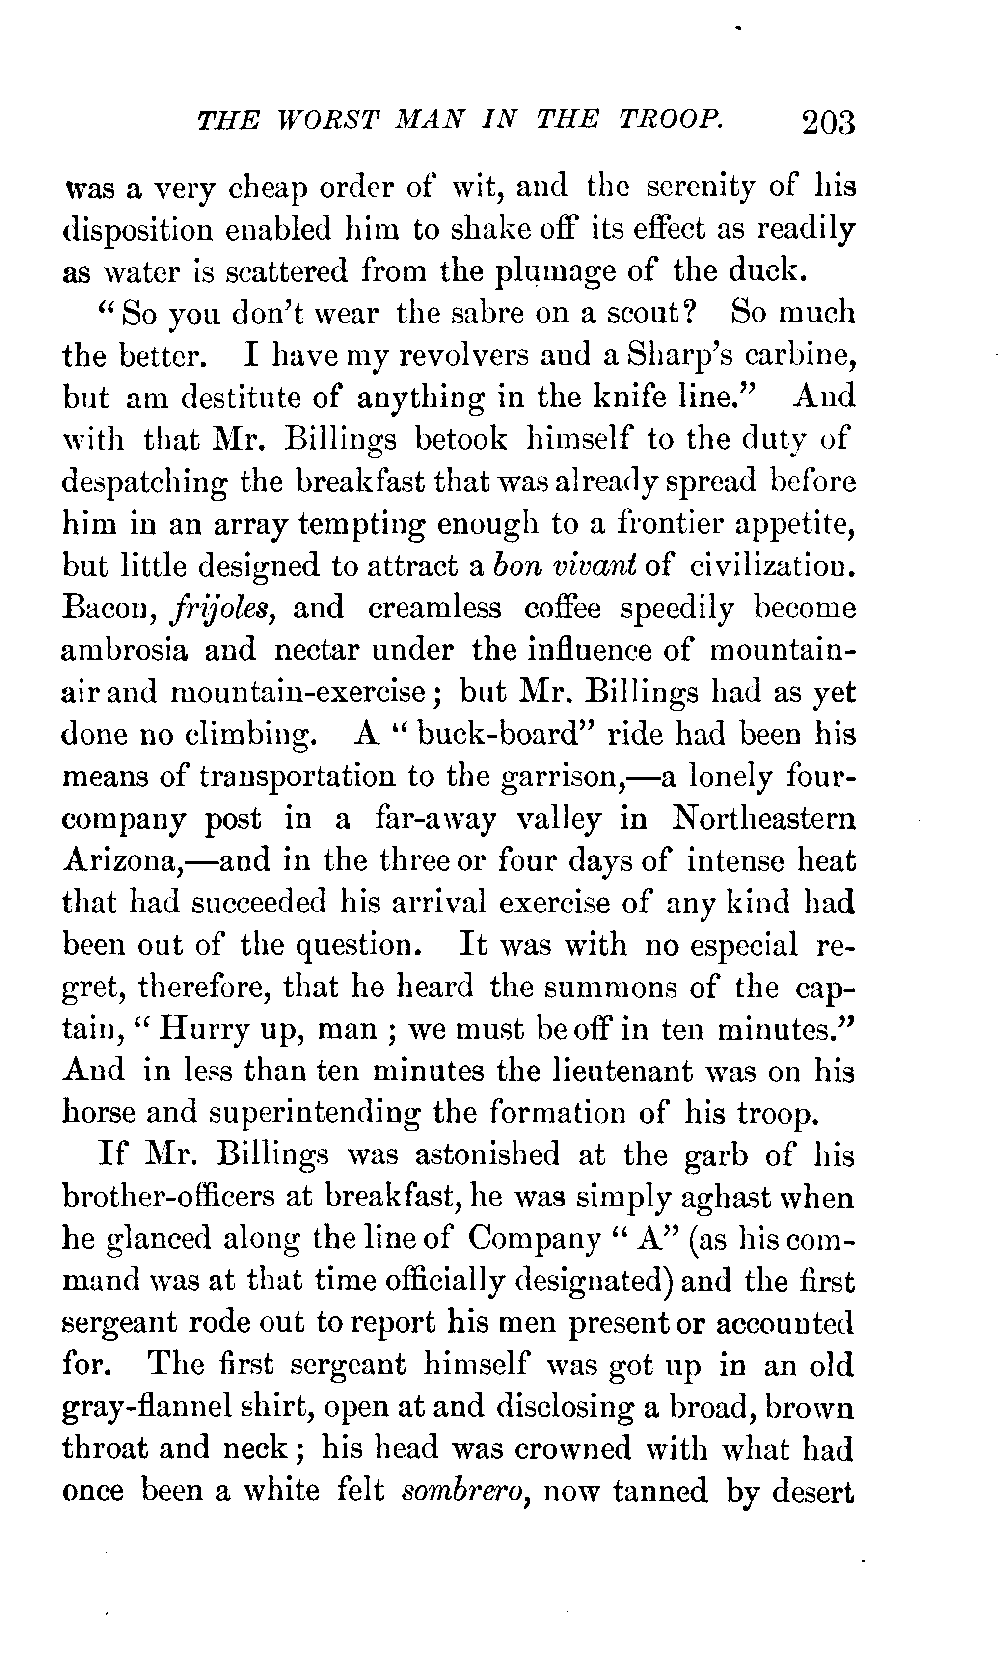 THE WORST MAN IN THE TROOP. 203
was a very cheap order of wit, and the serenity of his
disposition enabled him to shake off its effect as readily
as water is scattered from the plumage of the duck.
“So you don’t wear the sabre on a scout? So much
the better. I have my revolvers and a Sharp’s carbine,
but am destitute of anything in the knife line.” And
with that Mr. Billings betook himself to the duty of
despatching the breakfast that was already spread before
him in an array tempting enough to a frontier appetite,
but little designed to attract a bon vivant of civilization.
Bacon, frijoles, and creamless coffee speedily become
ambrosia and nectar under the influence of mountain-
air and mountain-exercise; but Mr. Billings had as yet
done no climbing. A “buck-board” ride had been his
means of transportation to the garrison,—a lonely four-
company post in a far-away valley in Northeastern
Arizona,—and in the three or four days of intense heat
that had succeeded his arrival exercise of any kind had
been out of the question. It was with no especial re-
gret, therefore, that he heard the summons of the cap-
tain, “Hurry up, man; we must be off in ten minutes.”
And in less than ten minutes the lieutenant was on his
horse and superintending the formation of his troop.
If Mr. Billings was astonished at the garb of his
brother-officers at breakfast, he was simply aghast when
he glanced along the line of Company “A” (as his com-
mand was at that time officially designated) and the first
sergeant rode out to report his men present or accounted
for. The first sergeant himself was got up in an old
gray-flannel shirt, open at and disclosing a broad, brown
throat and neck; his head was crowned with what had
once been a white felt sombrero, now tanned by desert